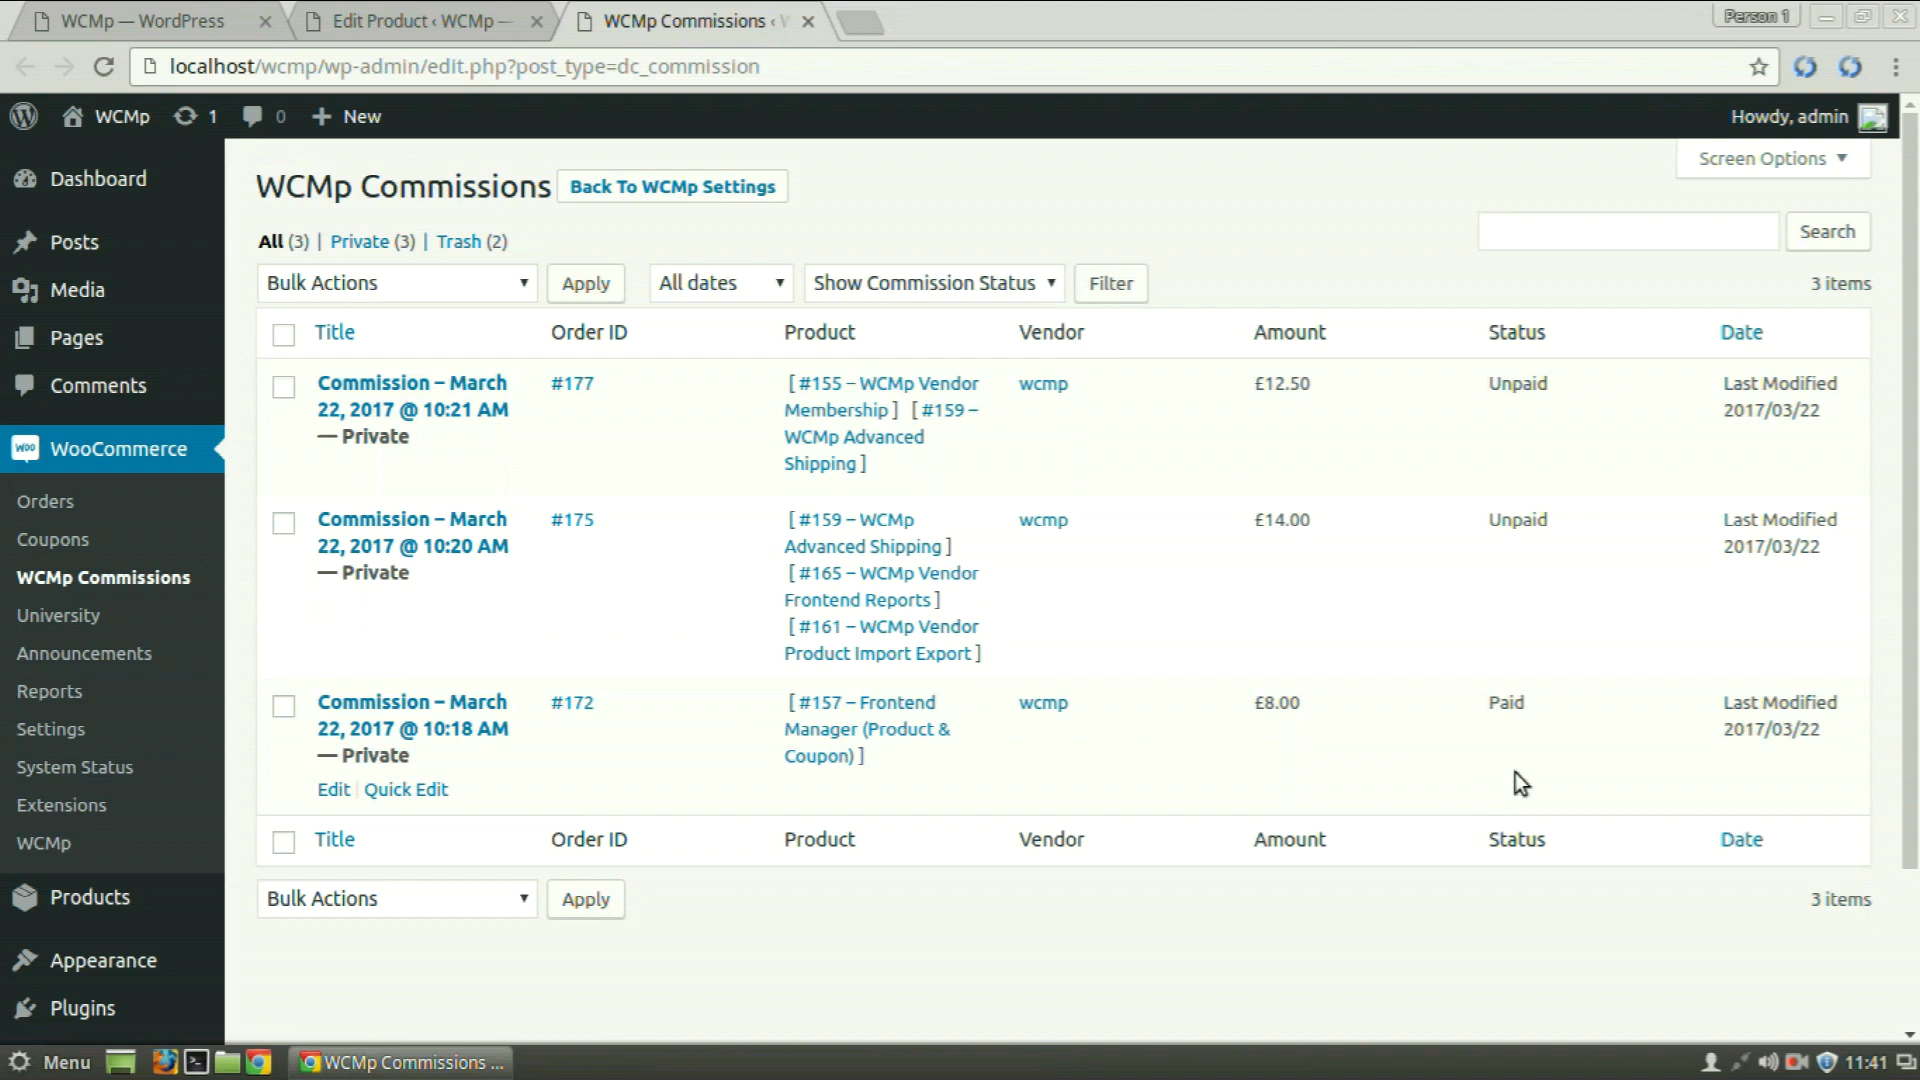 WCMp — WordPress
Edit Product ‹ WCMp —
WCMp Commissions ‹ W
Person 1
localhost/wcmp/wp-admin/edit.php?post_type=dc_commission
WCMp 1 0 New
Howdy, admin
Dashboard
Posts
Media
Pages
Comments
WooCommerce
Orders
Coupons
WCMp Commissions
University
Announcements
Reports
Settings
System Status
Extensions
WCMp
Products
Appearance
Plugins
Screen Options
WCMp Commissions Back To WCMp Settings
All (3) | Private (3) | Trash (2)
Search
Bulk Actions Apply All dates Show Commission Status Filter 3 items
Title Order ID Product Vendor Amount Status Date
Commission – March #177 [ #155 – WCMp Vendor wcmp £12.50 Unpaid Last Modified
22, 2017 @ 10:21 AM Membership ] [ #159 – 2017/03/22
— Private WCMp Advanced
Shipping ]
Commission – March #175 [ #159 – WCMp wcmp £14.00 Unpaid Last Modified
22, 2017 @ 10:20 AM Advanced Shipping ] 2017/03/22
— Private [ #165 – WCMp Vendor
Frontend Reports ]
[ #161 – WCMp Vendor
Product Import Export ]
Commission – March #172 [ #157 – Frontend wcmp £8.00 Paid Last Modified
22, 2017 @ 10:18 AM Manager (Product & 2017/03/22
— Private Coupon) ]
Edit | Quick Edit
Title Order ID Product Vendor Amount Status Date
Bulk Actions Apply 3 items
Menu WCMp Commissions ... 11:41